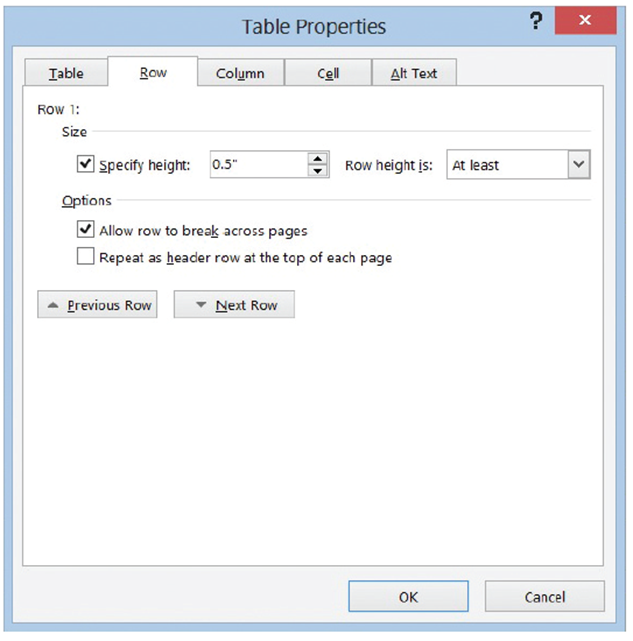 Table Properties
?
Table Row Column Cell Alt Text
Row 1:
Size
Specify height: 0.5" Row height is: At least
Options
Allow row to break across pages
Repeat as header row at the top of each page
Previous Row Next Row
OK Cancel